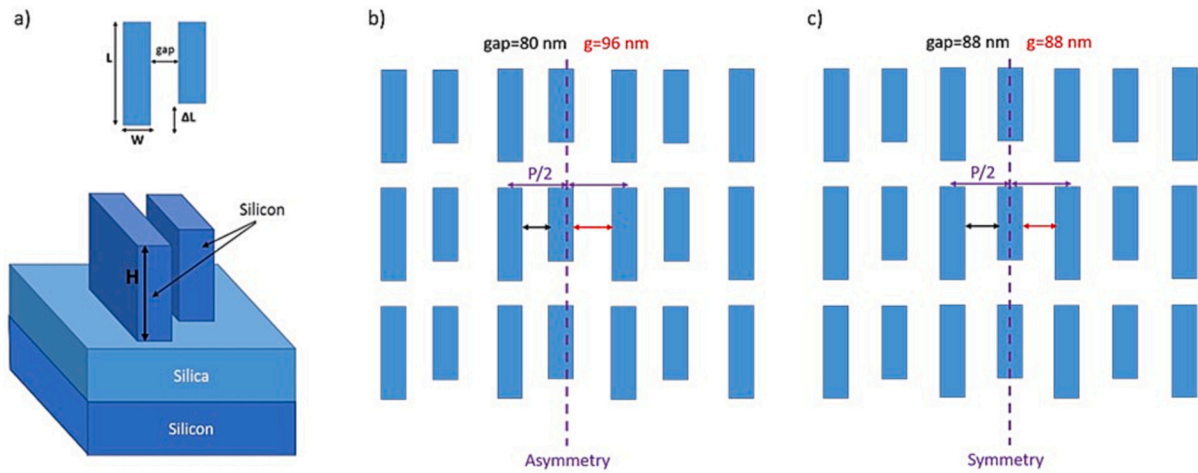 a)
L
gap
ΔL
W
Silicon
H
Silica
Silicon
b)
gap=80 nm g=96 nm
P/2
Asymmetry
c)
gap=88 nm g=88 nm
P/2
Symmetry